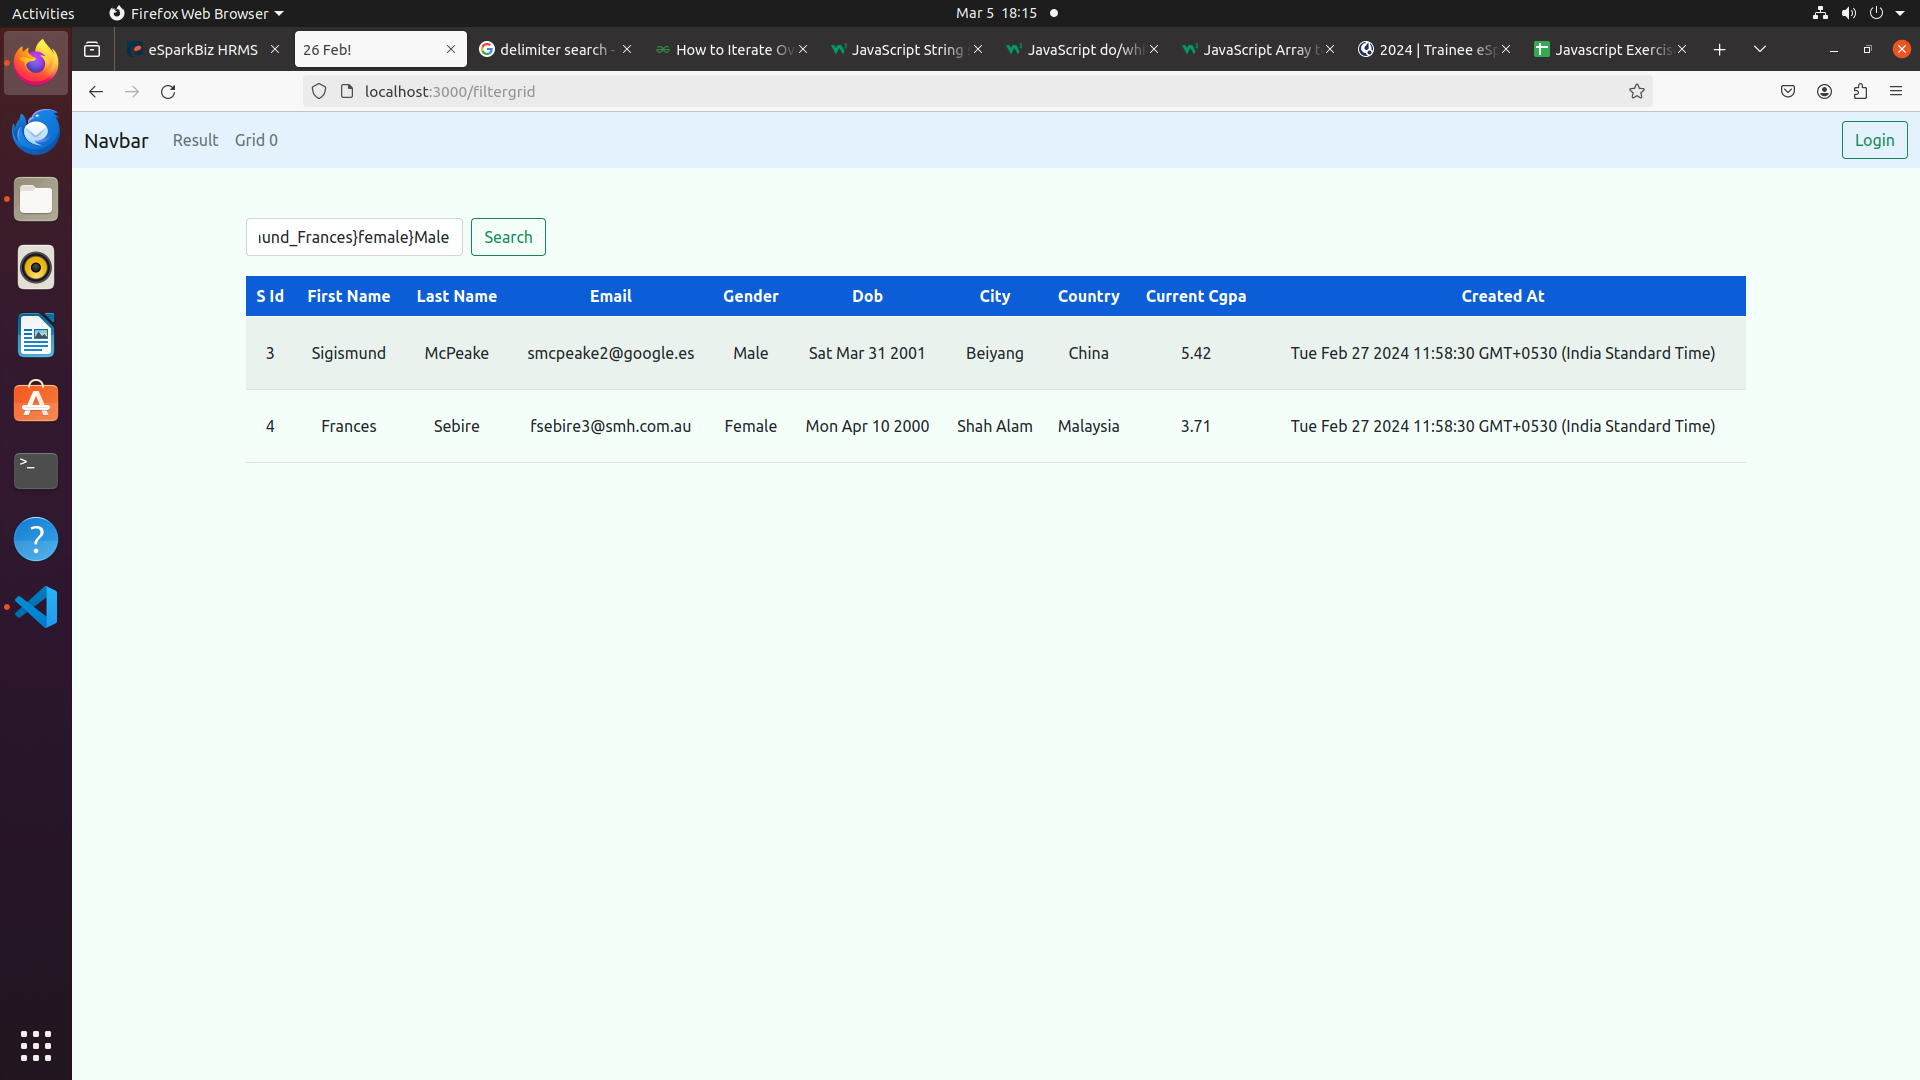 Activities Firefox Web Browser Mar 5 18:15
eSparkBiz HRMS 26 Feb! delimiter search - How to Iterate Ov JavaScript String JavaScript do/whi JavaScript Array t 2024 | Trainee eSp Javascript Exercis
localhost:3000/filtergrid
Navbar Result Grid 0 Login
und_Frances}female}Male Search
S Id First Name Last Name Email Gender Dob City Country Current Cgpa Created At
3 Sigismund McPeake smcpeake2@google.es Male Sat Mar 31 2001 Beiyang China 5.42 Tue Feb 27 2024 11:58:30 GMT+0530 (India Standard Time)
4 Frances Sebire fsebire3@smh.com.au Female Mon Apr 10 2000 Shah Alam Malaysia 3.71 Tue Feb 27 2024 11:58:30 GMT+0530 (India Standard Time)